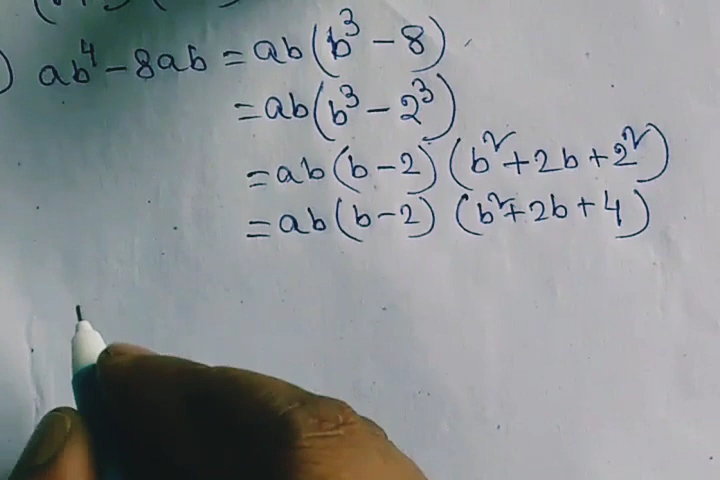 ) ab⁴ - 8ab = ab(b³ - 8)
= ab(b³ - 2³)
= ab(b-2) (b² + 2b + 2²)
= ab(b-2) (b² + 2b + 4)